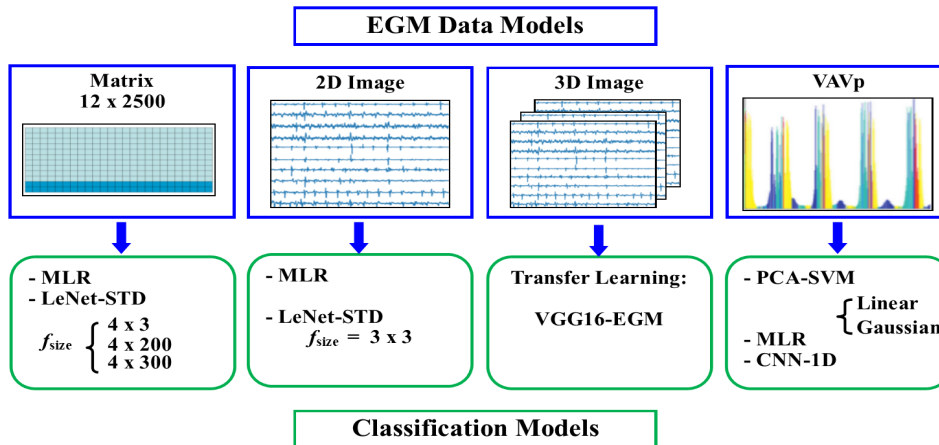 EGM Data Models
Matrix
12 x 2500
2D Image
3D Image
VAVp
- MLR
- LeNet-STD
fsize
4 x 3
4 x 200
4 x 300
- MLR
- LeNet-STD
fsize = 3 x 3
Transfer Learning:
VGG16-EGM
- PCA-SVM
Linear
Gaussian
- MLR
- CNN-1D
Classification Models